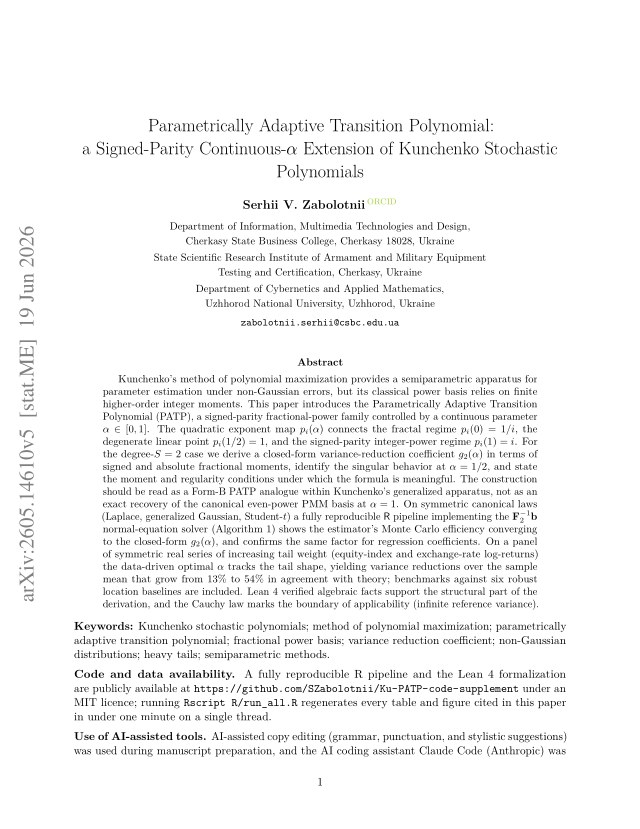 Parametrically Adaptive Transition Polynomial:
a Signed-Parity Continuous-α Extension of Kunchenko Stochastic
Polynomials
Serhii V. Zabolotnii ORCID
Department of Information, Multimedia Technologies and Design,
Cherkasy State Business College, Cherkasy 18028, Ukraine
State Scientific Research Institute of Armament and Military Equipment
Testing and Certification, Cherkasy, Ukraine
Department of Cybernetics and Applied Mathematics,
Uzhhorod National University, Uzhhorod, Ukraine
zabolotnii.serhii@csbc.edu.ua
arXiv:2605.14610v5 [stat.ME] 19 Jun 2026
Abstract
Kunchenko's method of polynomial maximization provides a semiparametric apparatus for
parameter estimation under non-Gaussian errors, but its classical power basis relies on finite
higher-order integer moments. This paper introduces the Parametrically Adaptive Transition
Polynomial (PATP), a signed-parity fractional-power family controlled by a continuous parameter
α ∈ [0, 1]. The quadratic exponent map pᵢ(α) connects the fractal regime pᵢ(0) = 1/i, the
degenerate linear point pᵢ(1/2) = 1, and the signed-parity integer-power regime pᵢ(1) = i. For
the degree-S = 2 case we derive a closed-form variance-reduction coefficient g₂(α) in terms of
signed and absolute fractional moments, identify the singular behavior at α = 1/2, and state
the moment and regularity conditions under which the formula is meaningful. The construction
should be read as a Form-B PATP analogue within Kunchenko's generalized apparatus, not as an
exact recovery of the canonical even-power PMM basis at α = 1. On symmetric canonical laws
(Laplace, generalized Gaussian, Student-t) a fully reproducible R pipeline implementing the F₂⁻¹b
normal-equation solver (Algorithm 1) shows the estimator's Monte Carlo efficiency converging
to the closed-form g₂(α), and confirms the same factor for regression coefficients. On a panel
of symmetric real series of increasing tail weight (equity-index and exchange-rate log-returns)
the data-driven optimal α tracks the tail shape, yielding variance reductions over the sample
mean that grow from 13% to 54% in agreement with theory; benchmarks against six robust
location baselines are included. Lean 4 verified algebraic facts support the structural part of
the derivation, and the Cauchy law marks the boundary of applicability (infinite reference variance).
Keywords: Kunchenko stochastic polynomials; method of polynomial maximization; parametrically
adaptive transition polynomial; fractional power basis; variance reduction coefficient; non-Gaussian
distributions; heavy tails; semiparametric methods.
Code and data availability. A fully reproducible R pipeline and the Lean 4 formalization
are publicly available at https://github.com/SZabolotnii/Ku-PATP-code-supplement under an
MIT licence; running Rscript R/run_all.R regenerates every table and figure cited in this paper
in under one minute on a single thread.
Use of AI-assisted tools. AI-assisted copy editing (grammar, punctuation, and stylistic suggestions)
was used during manuscript preparation, and the AI coding assistant Claude Code (Anthropic) was
1